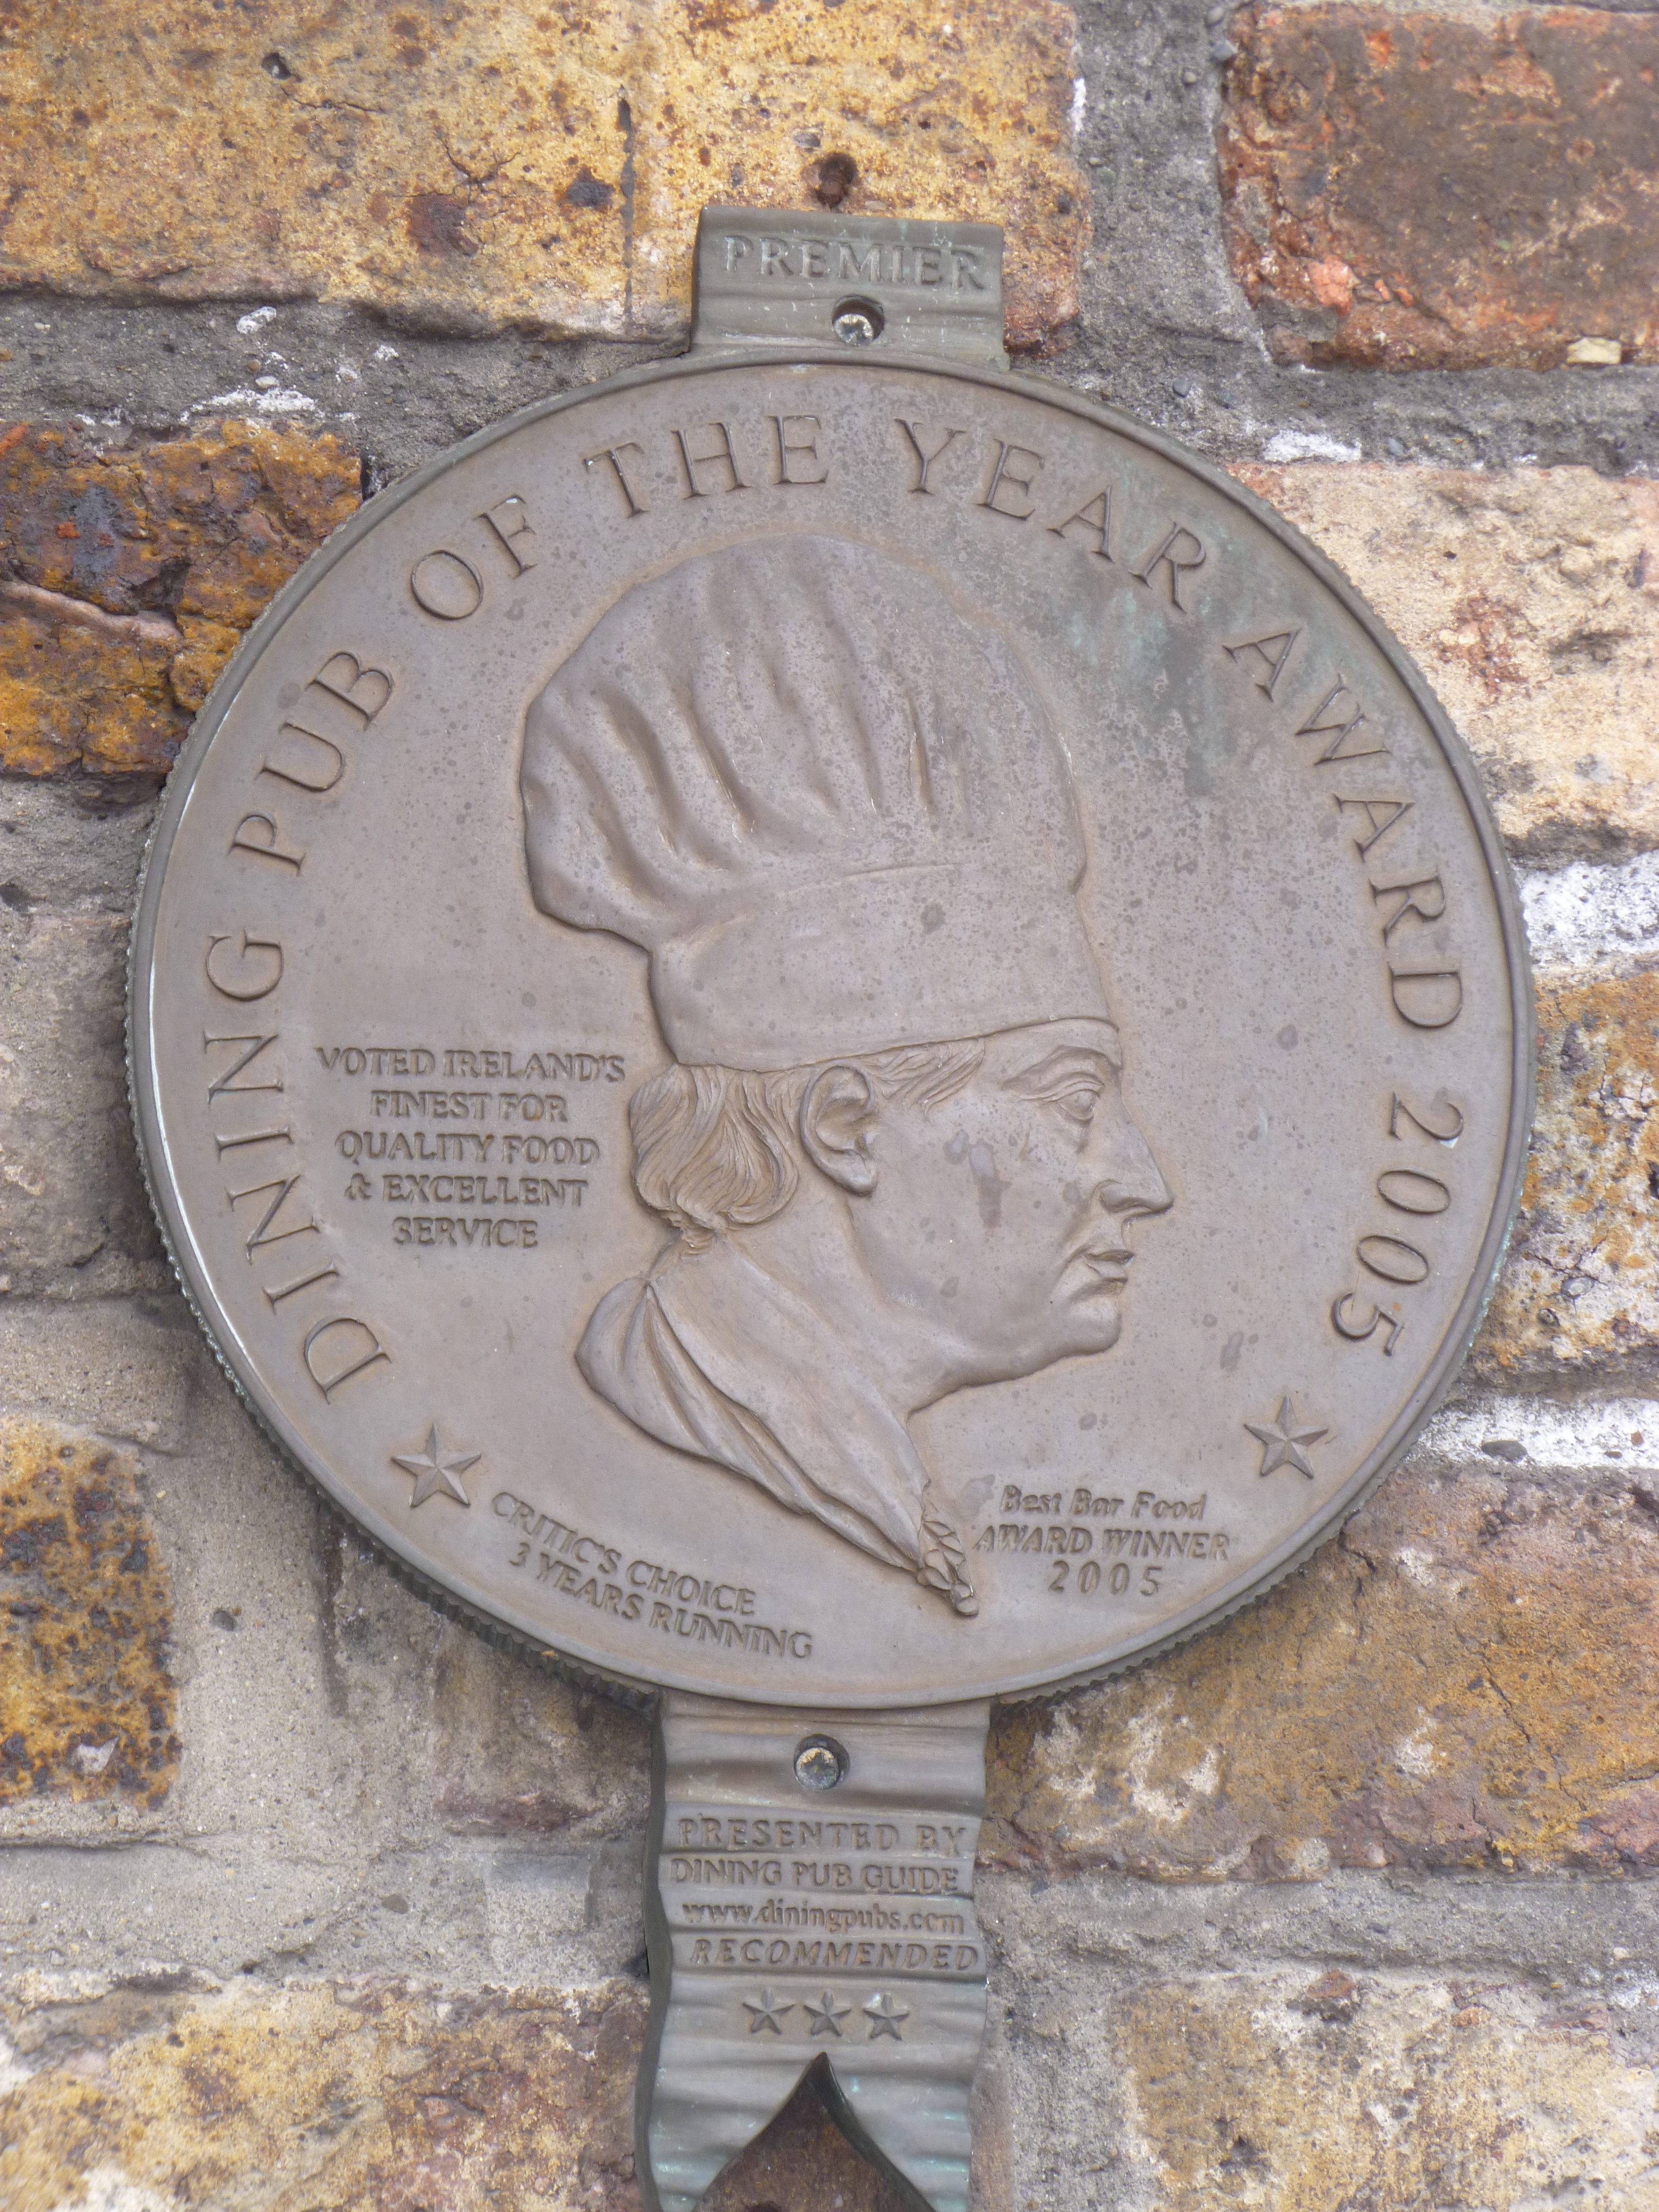 PREMIER
DINING PUB OF THE YEAR AWARD 2005
VOTED IRELAND'S
FINEST FOR
QUALITY FOOD
& EXCELLENT
SERVICE
CRITIC'S CHOICE
3 YEARS RUNNING
Best Bar Food
AWARD WINNER
2005
PRESENTED BY
DINING PUB GUIDE
www.diningpubs.com
RECOMMENDED